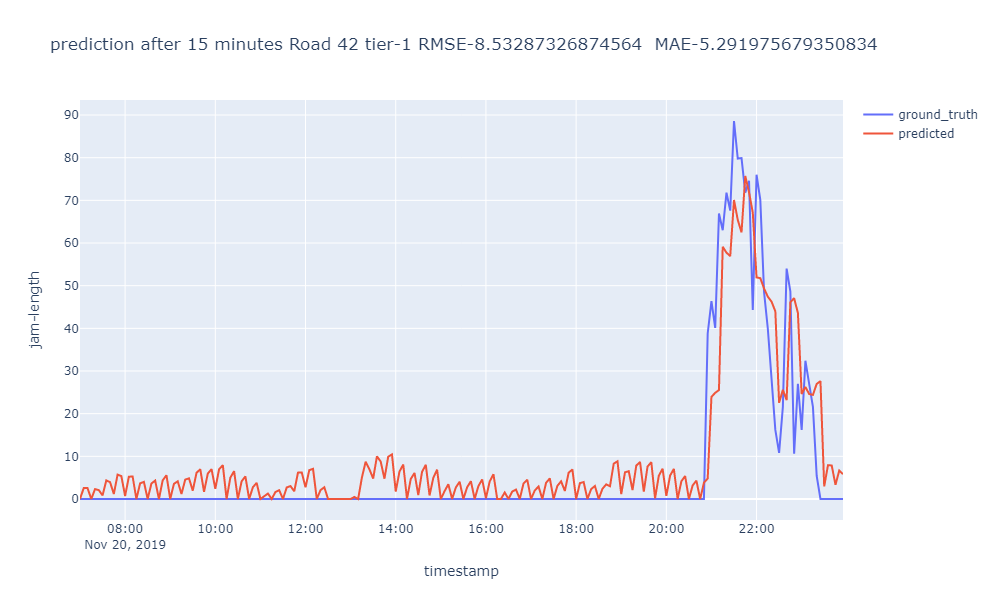 prediction after 15 minutes Road 42 tier-1 RMSE-8.53287326874564  MAE-5.291975679350834
ground_truth
predicted
jam-length
90
80
70
60
50
40
30
20
10
0
08:00 10:00 12:00 14:00 16:00 18:00 20:00 22:00
Nov 20, 2019
timestamp